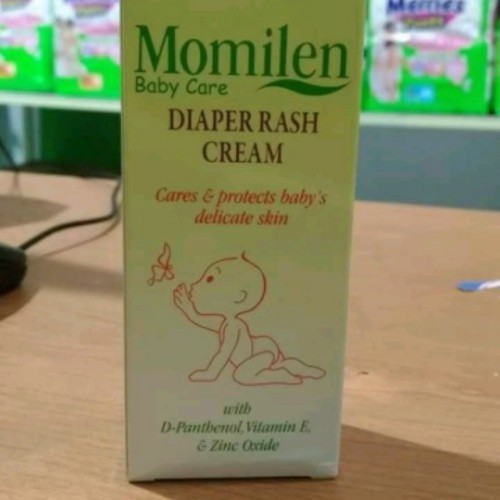 Merries
Momilen
Baby Care
DIAPER RASH
CREAM
Cares & protects baby's
delicate skin
with
D-Panthenol, Vitamin E,
& Zinc Oxide